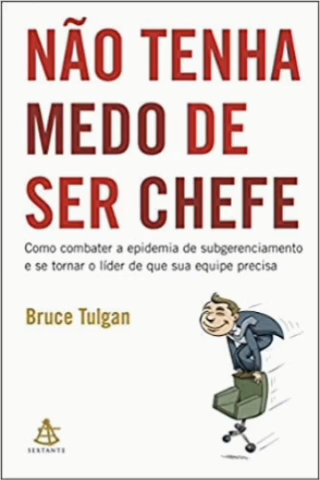 NÃO TENHA
MEDO DE
SER CHEFE
Como combater a epidemia de subgerenciamento
e se tornar o líder de que sua equipe precisa
Bruce Tulgan
SEXTANTE